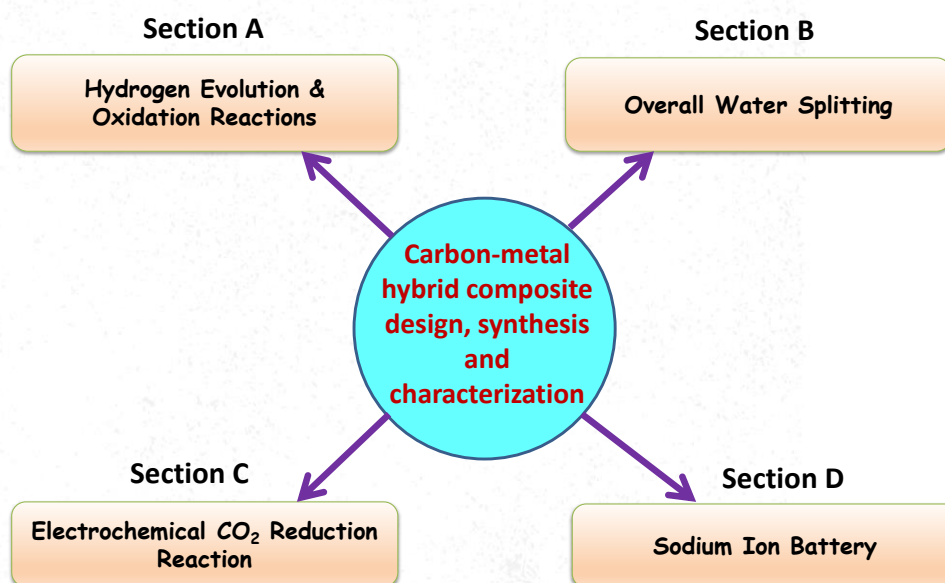 Section A
Hydrogen Evolution &
Oxidation Reactions
Section B
Overall Water Splitting
Carbon-metal
hybrid composite
design, synthesis
and
characterization
Section C
Electrochemical CO₂ Reduction
Reaction
Section D
Sodium Ion Battery